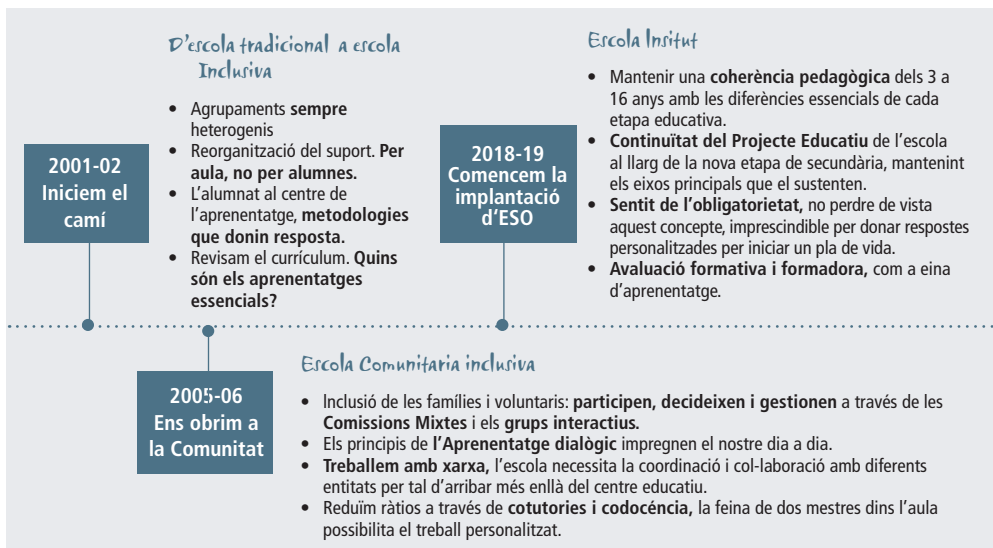 D'escola tradicional a escola
Inclusiva
• Agrupaments sempre
heterogenis
• Reorganització del suport. Per
aula, no per alumnes.
• L'alumnat al centre de
l'aprenentatge, metodologies
que donin resposta.
• Revisam el currículum. Quins
són els aprenentatges
essencials?
2001-02
Iniciem el
camí
Escola Insitut
• Mantenir una coherència pedagògica dels 3 a
16 anys amb les diferències essencials de cada
etapa educativa.
• Continuïtat del Projecte Educatiu de l'escola
al llarg de la nova etapa de secundària, mantenint
els eixos principals que el sustenten.
• Sentit de l'obligatorietat, no perdre de vista
aquest concepte, imprescindible per donar respostes
personalitzades per iniciar un pla de vida.
• Avaluació formativa i formadora, com a eina
d'aprenentatge.
2018-19
Comencem la
implantació
d'ESO
2005-06
Ens obrim a
la Comunitat
Escola Comunitaria inclusiva
• Inclusió de les famílies i voluntaris: participen, decideixen i gestionen a través de les
Comissions Mixtes i els grups interactius.
• Els principis de l'Aprenentatge dialògic impregnen el nostre dia a dia.
• Treballem amb xarxa, l'escola necessita la coordinació i col-laboració amb diferents
entitats per tal d'arribar més enllà del centre educatiu.
• Reduïm ràtios a través de cotutories i codocéncia, la feina de dos mestres dins l'aula
possibilita el treball personalitzat.